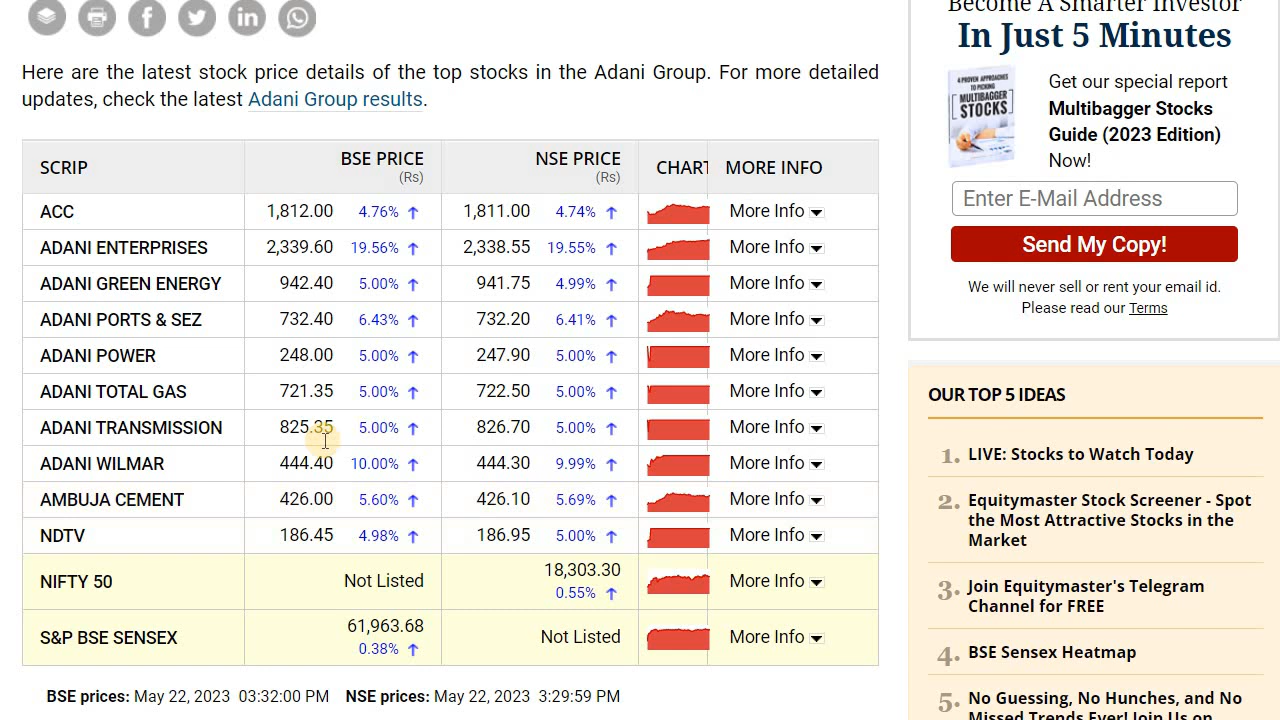 Here are the latest stock price details of the top stocks in the Adani Group. For more detailed
updates, check the latest Adani Group results.
SCRIP BSE PRICE (Rs) NSE PRICE (Rs) CHART MORE INFO
ACC 1,812.00 4.76% ↑ 1,811.00 4.74% ↑ More Info
ADANI ENTERPRISES 2,339.60 19.56% ↑ 2,338.55 19.55% ↑ More Info
ADANI GREEN ENERGY 942.40 5.00% ↑ 941.75 4.99% ↑ More Info
ADANI PORTS & SEZ 732.40 6.43% ↑ 732.20 6.41% ↑ More Info
ADANI POWER 248.00 5.00% ↑ 247.90 5.00% ↑ More Info
ADANI TOTAL GAS 721.35 5.00% ↑ 722.50 5.00% ↑ More Info
ADANI TRANSMISSION 825.35 5.00% ↑ 826.70 5.00% ↑ More Info
ADANI WILMAR 444.40 10.00% ↑ 444.30 9.99% ↑ More Info
AMBUJA CEMENT 426.00 5.60% ↑ 426.10 5.69% ↑ More Info
NDTV 186.45 4.98% ↑ 186.95 5.00% ↑ More Info
NIFTY 50 Not Listed 18,303.30 0.55% ↑ More Info
S&P BSE SENSEX 61,963.68 0.38% ↑ Not Listed More Info
BSE prices: May 22, 2023 03:32:00 PM NSE prices: May 22, 2023 3:29:59 PM
Become A Smarter Investor
In Just 5 Minutes
4 PROVEN APPROACHES
TO PICKING
MULTIBAGGER
STOCKS
Get our special report
Multibagger Stocks
Guide (2023 Edition)
Now!
Enter E-Mail Address
Send My Copy!
We will never sell or rent your email id.
Please read our Terms
OUR TOP 5 IDEAS
1. LIVE: Stocks to Watch Today
2. Equitymaster Stock Screener - Spot
the Most Attractive Stocks in the
Market
3. Join Equitymaster's Telegram
Channel for FREE
4. BSE Sensex Heatmap
5. No Guessing, No Hunches, and No
Missed Trends Ever! Join Us on